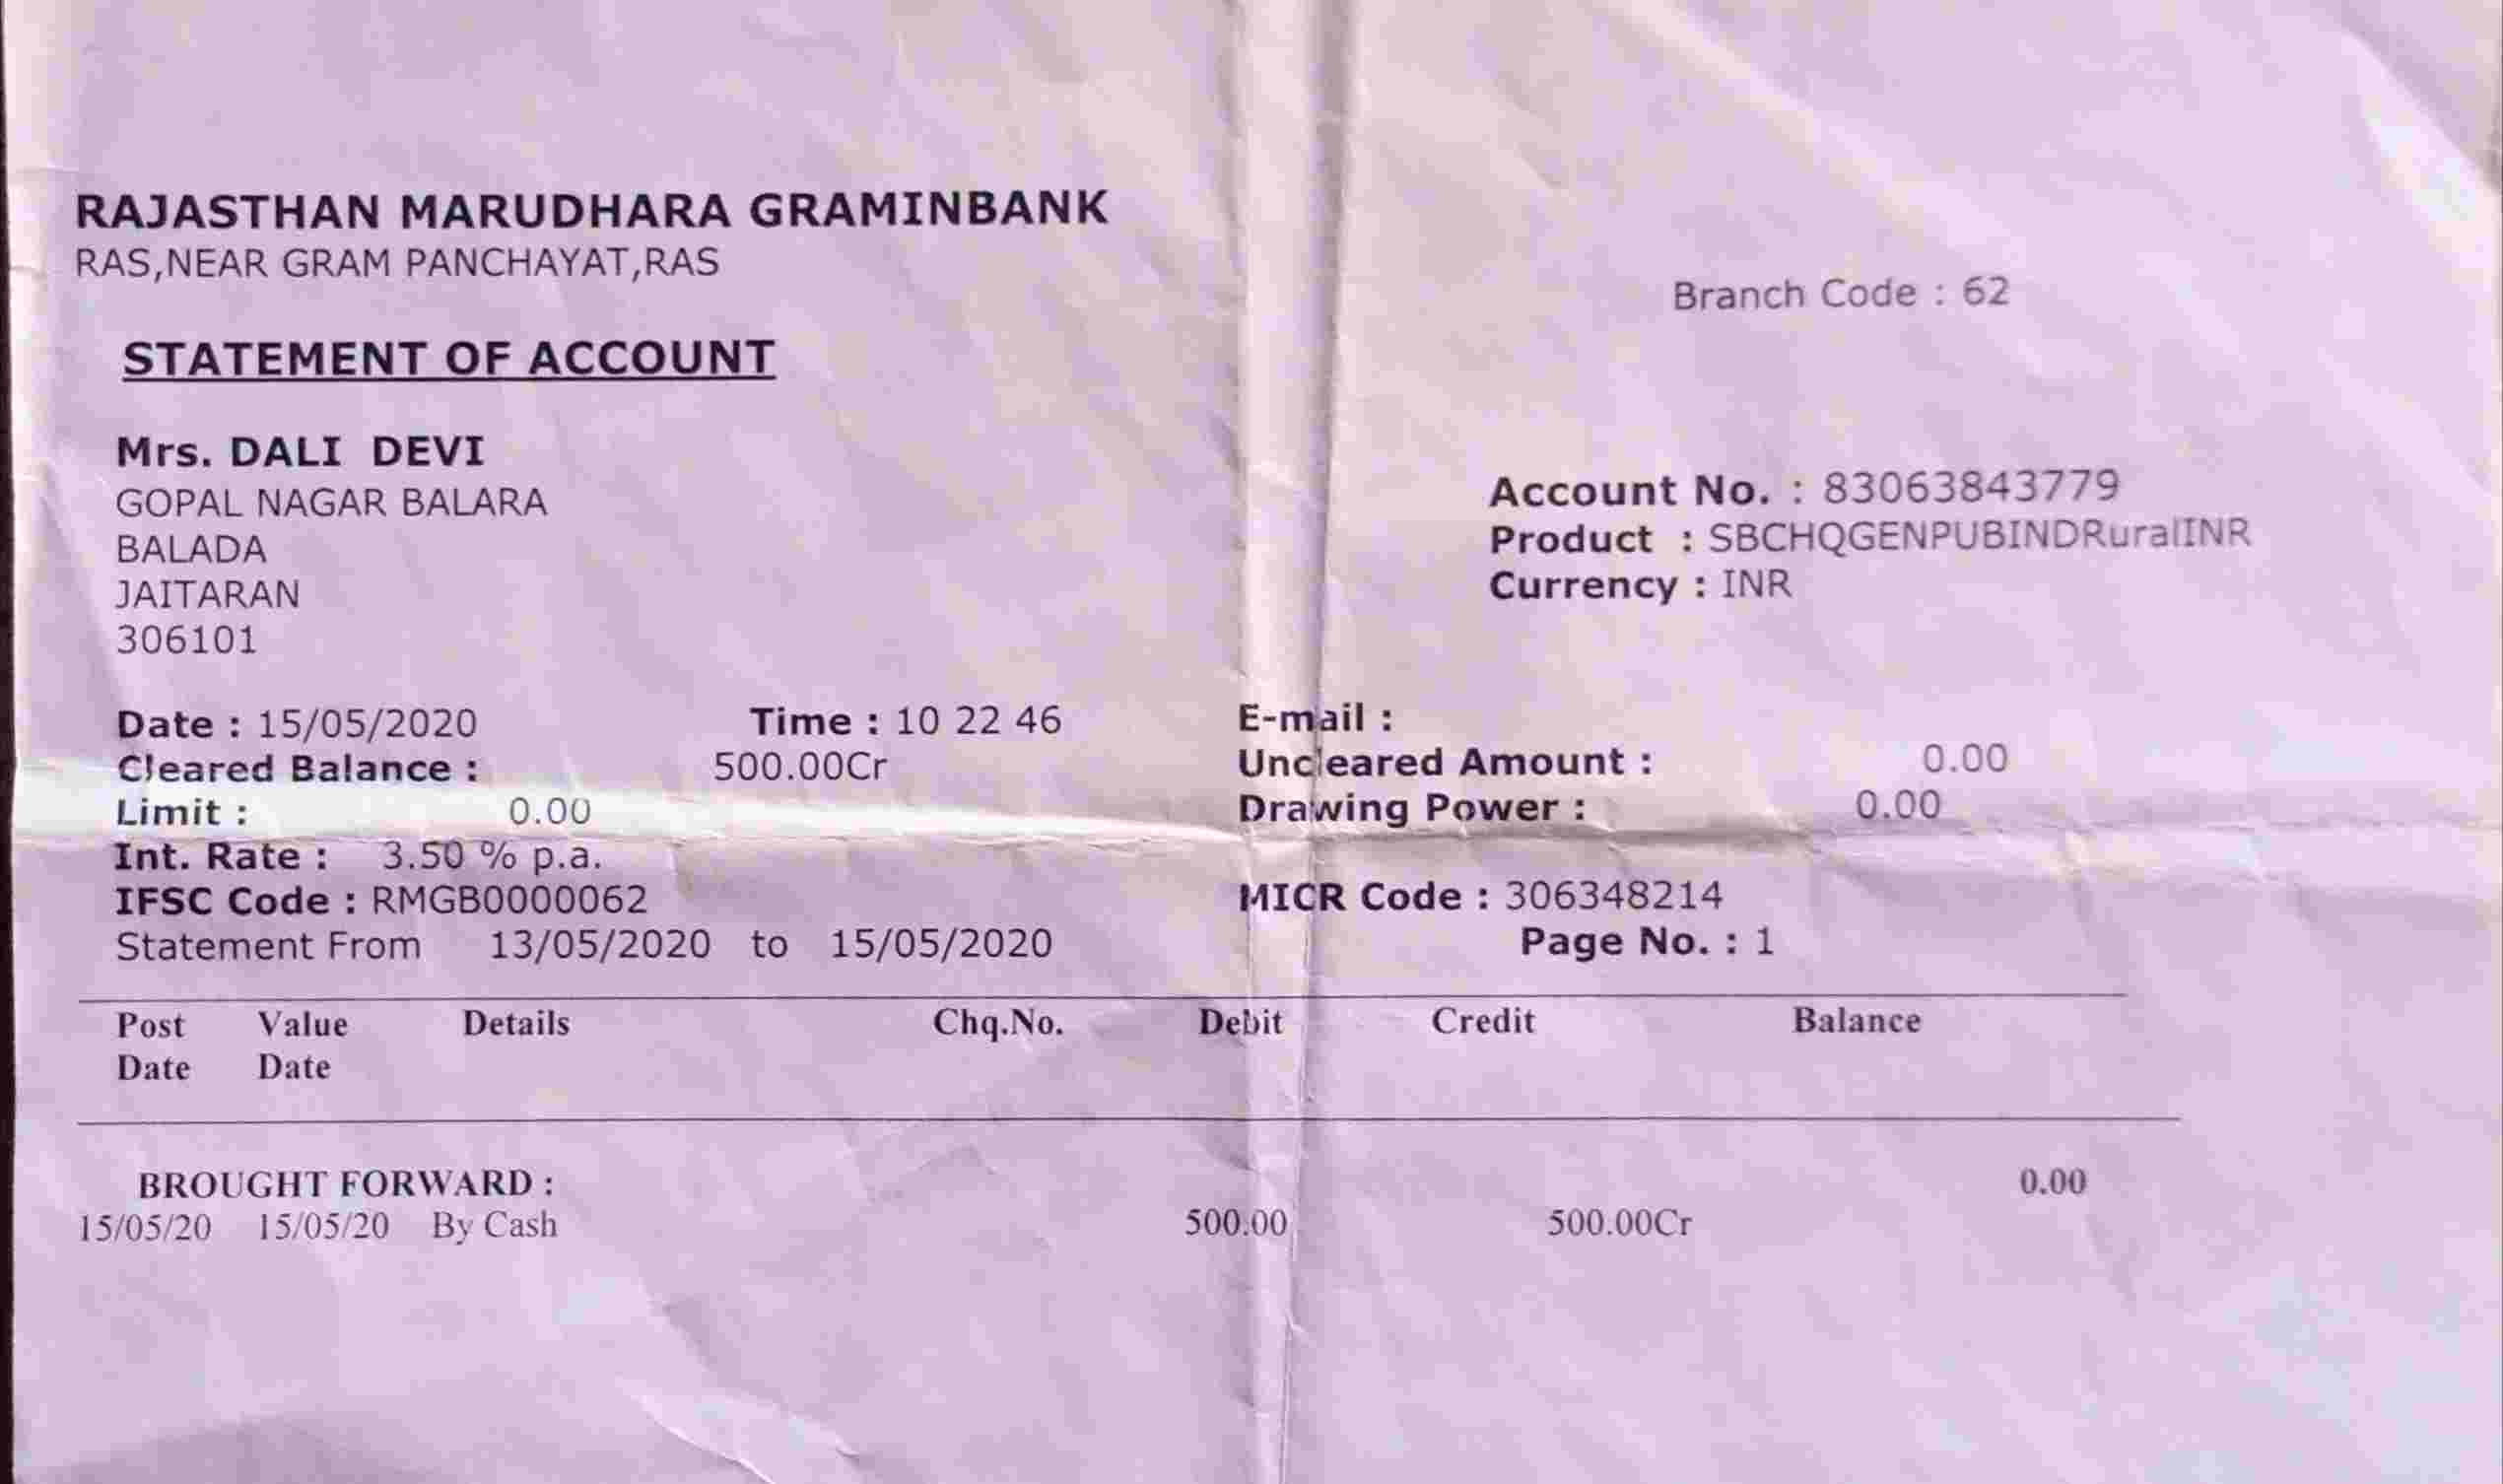 RAJASTHAN MARUDHARA GRAMINBANK
RAS,NEAR GRAM PANCHAYAT,RAS
Branch Code : 62
STATEMENT OF ACCOUNT
Mrs. DALI DEVI
GOPAL NAGAR BALARA
BALADA
JAITARAN
306101
Account No. : 83063843779
Product : SBCHQGENPUBINDRuralINR
Currency : INR
Date : 15/05/2020 Time : 10 22 46 E-mail :
Cleared Balance : 500.00Cr Uncleared Amount : 0.00
Limit : 0.00 Drawing Power : 0.00
Int. Rate : 3.50 % p.a.
IFSC Code : RMGB0000062 MICR Code : 306348214
Statement From 13/05/2020 to 15/05/2020 Page No. : 1
Post Value Details Chq.No. Debit Credit Balance
Date Date
BROUGHT FORWARD : 0.00
15/05/20 15/05/20 By Cash 500.00 500.00Cr